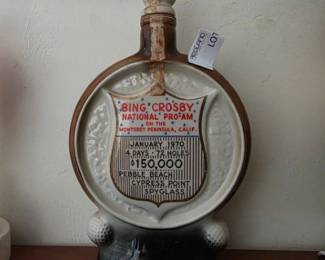 LOT
BING CROSBY
NATIONAL PRO-AM
ON THE
MONTEREY PENINSULA, CALIF.
JANUARY 1970
4 DAYS - 72 HOLES
$150,000
PEBBLE BEACH
CYPRESS POINT
SPYGLASS